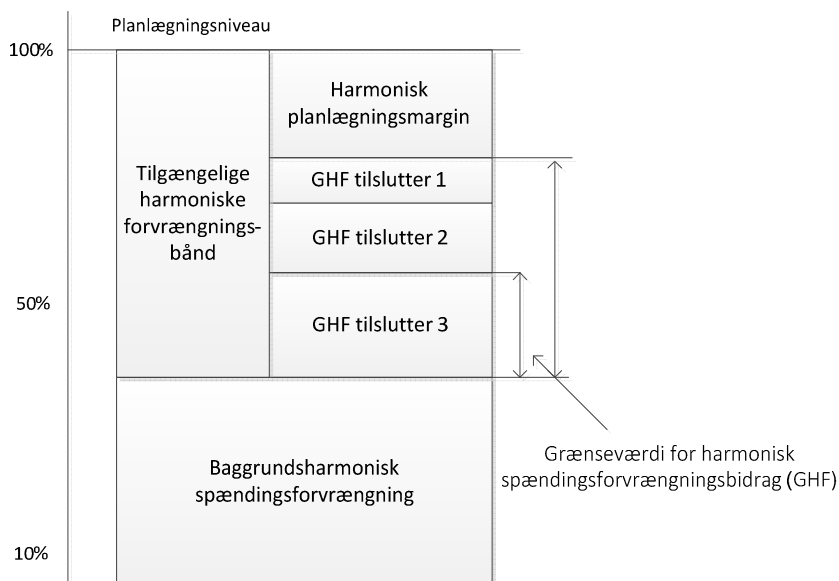 Planlægningsniveau
100%
Harmonisk
planlægningsmargin
Tilgængelige
harmoniske
forvrængnings-
bånd
GHF tilslutter 1
GHF tilslutter 2
50%
GHF tilslutter 3
Grænseværdi for harmonisk
spændingsforvrængningsbidrag (GHF)
Baggrundsharmonisk
spændingsforvrængning
10%